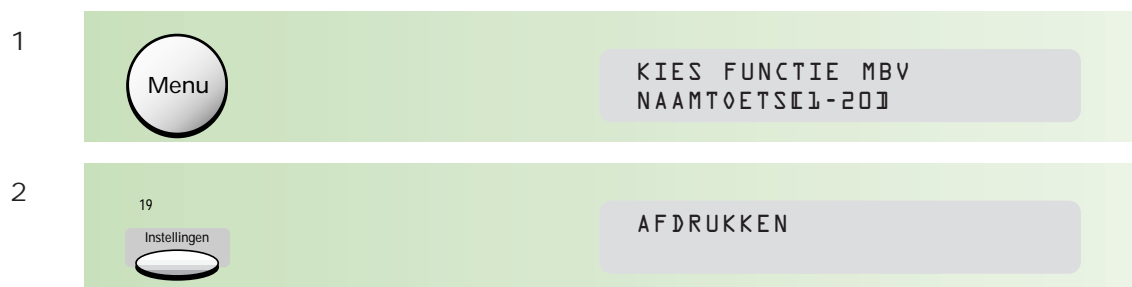 1
Menu
KIES FUNCTIE MBV
NAAMTOETS[1-20]
2
19
Instellingen
AFDRUKKEN